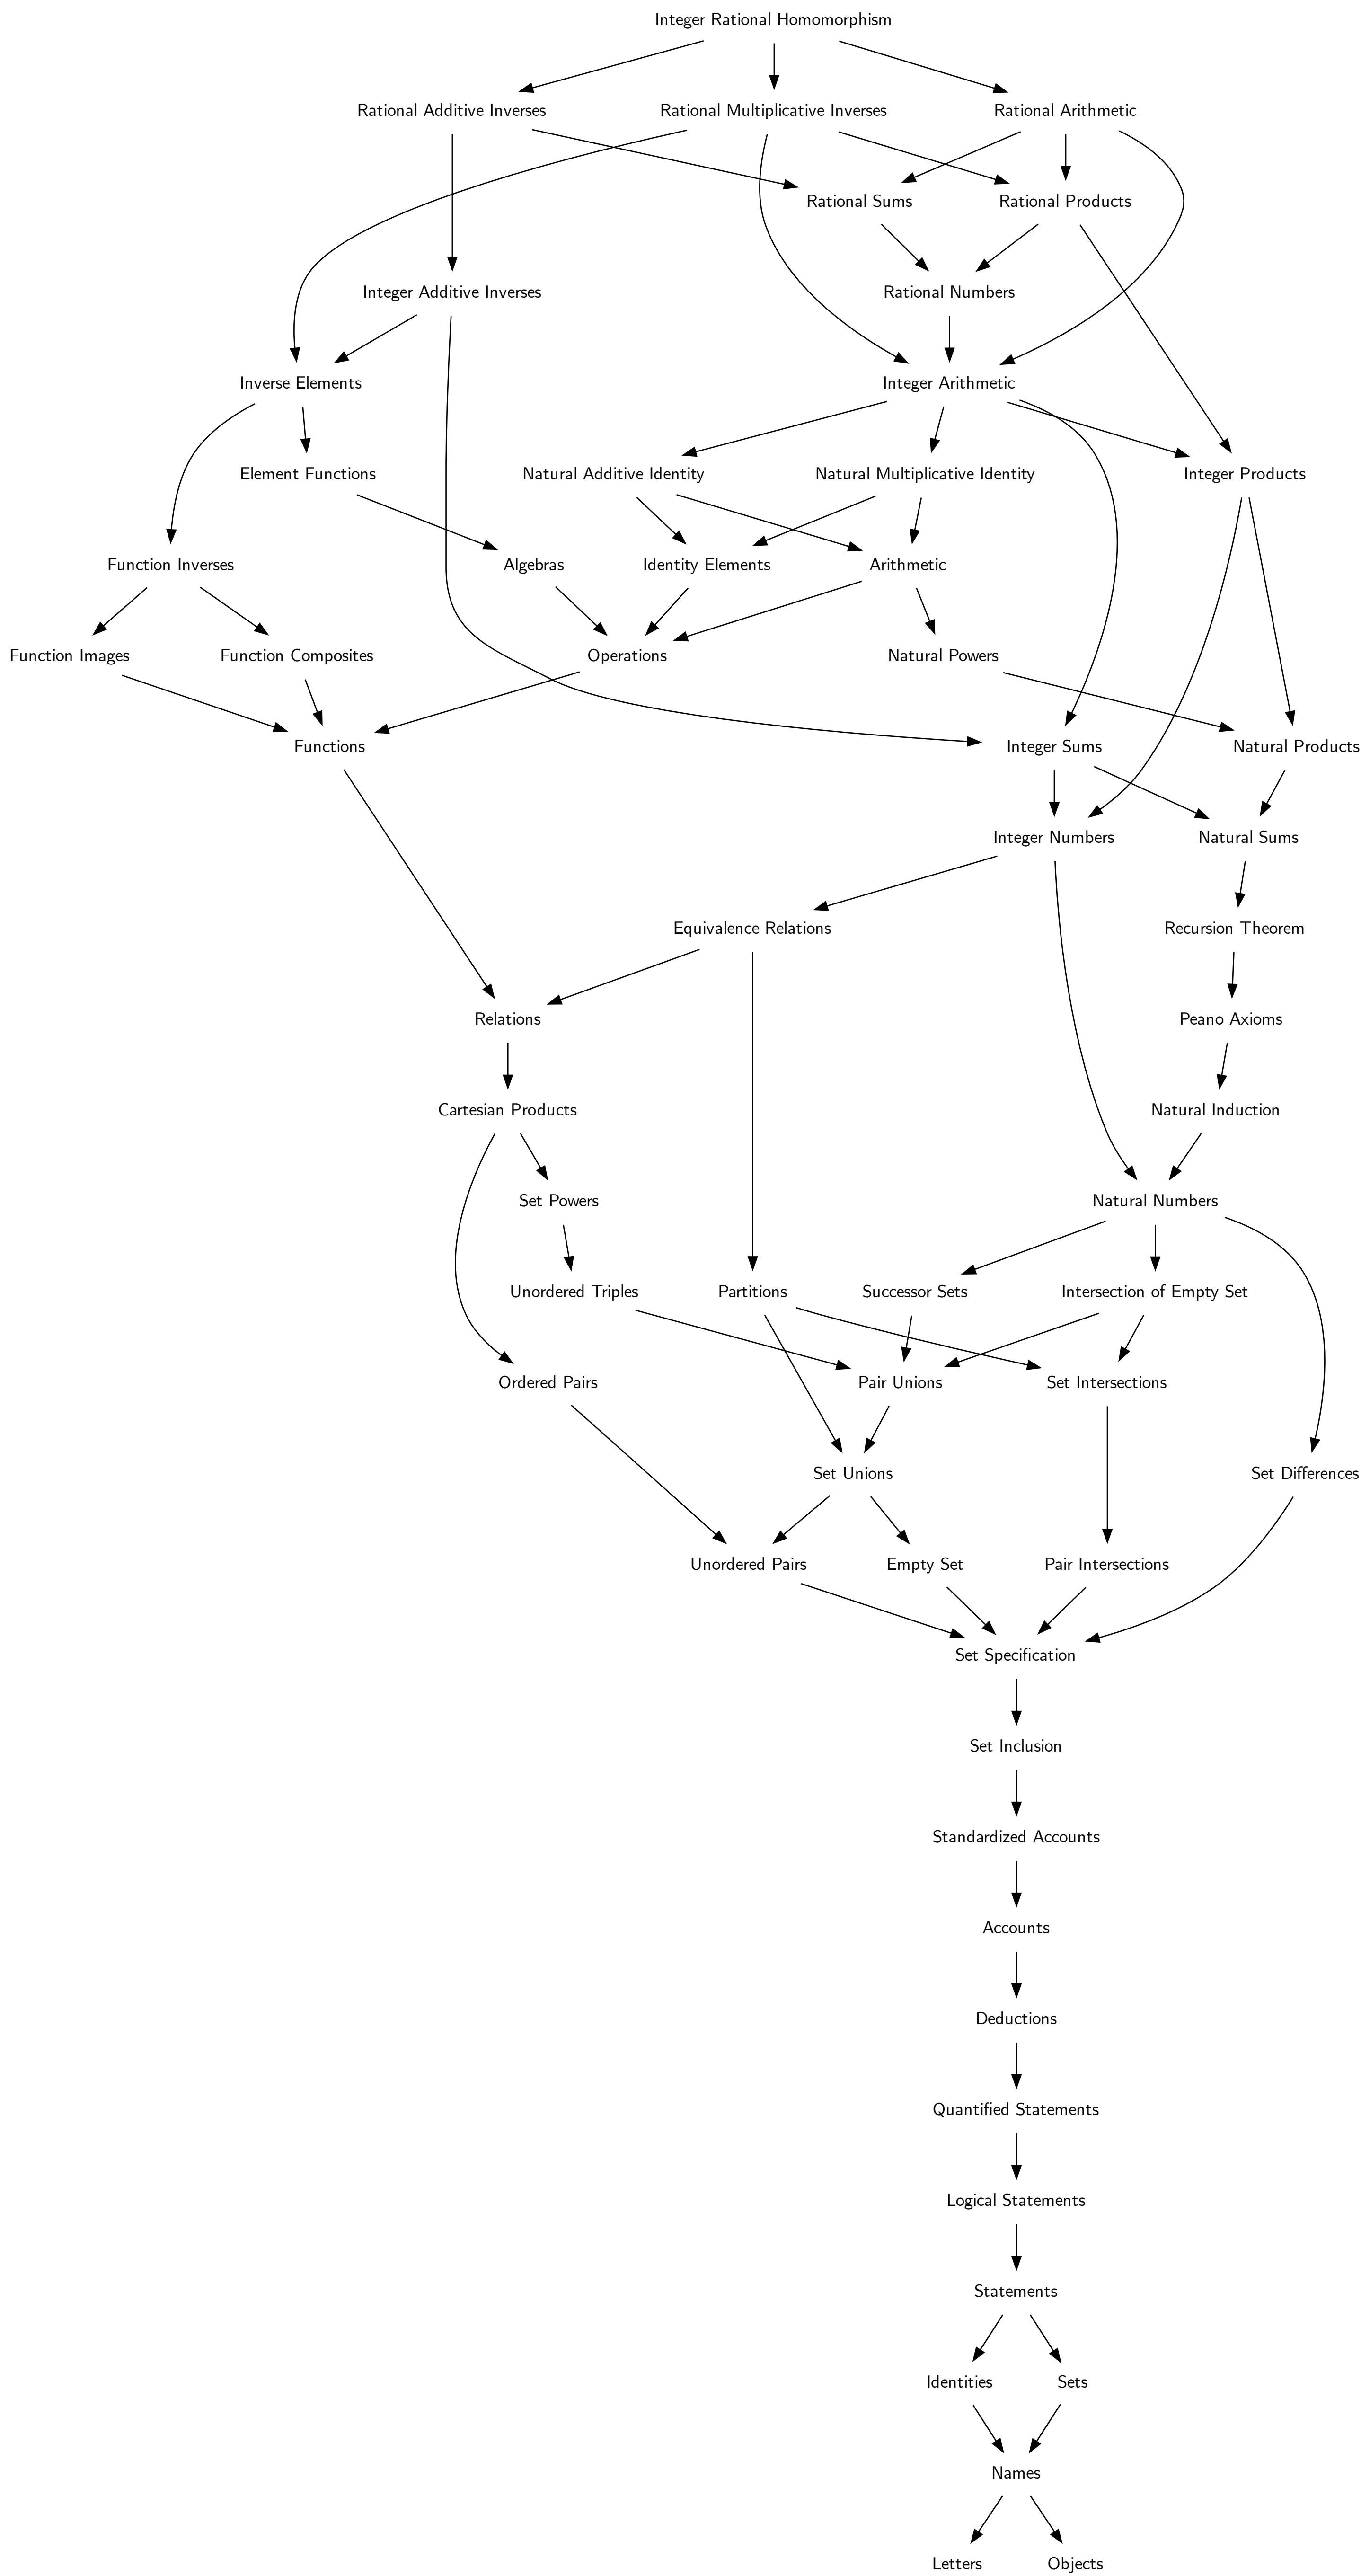 Integer Rational Homomorphism
Rational Additive Inverses
Rational Multiplicative Inverses
Rational Arithmetic
Rational Sums
Rational Products
Integer Additive Inverses
Rational Numbers
Inverse Elements
Integer Arithmetic
Element Functions
Natural Additive Identity
Natural Multiplicative Identity
Integer Products
Function Inverses
Algebras
Identity Elements
Arithmetic
Function Images
Function Composites
Operations
Natural Powers
Functions
Integer Sums
Natural Products
Integer Numbers
Natural Sums
Equivalence Relations
Recursion Theorem
Relations
Peano Axioms
Cartesian Products
Natural Induction
Set Powers
Natural Numbers
Unordered Triples
Partitions
Successor Sets
Intersection of Empty Set
Ordered Pairs
Pair Unions
Set Intersections
Set Unions
Set Differences
Unordered Pairs
Empty Set
Pair Intersections
Set Specification
Set Inclusion
Standardized Accounts
Accounts
Deductions
Quantified Statements
Logical Statements
Statements
Identities
Sets
Names
Letters
Objects